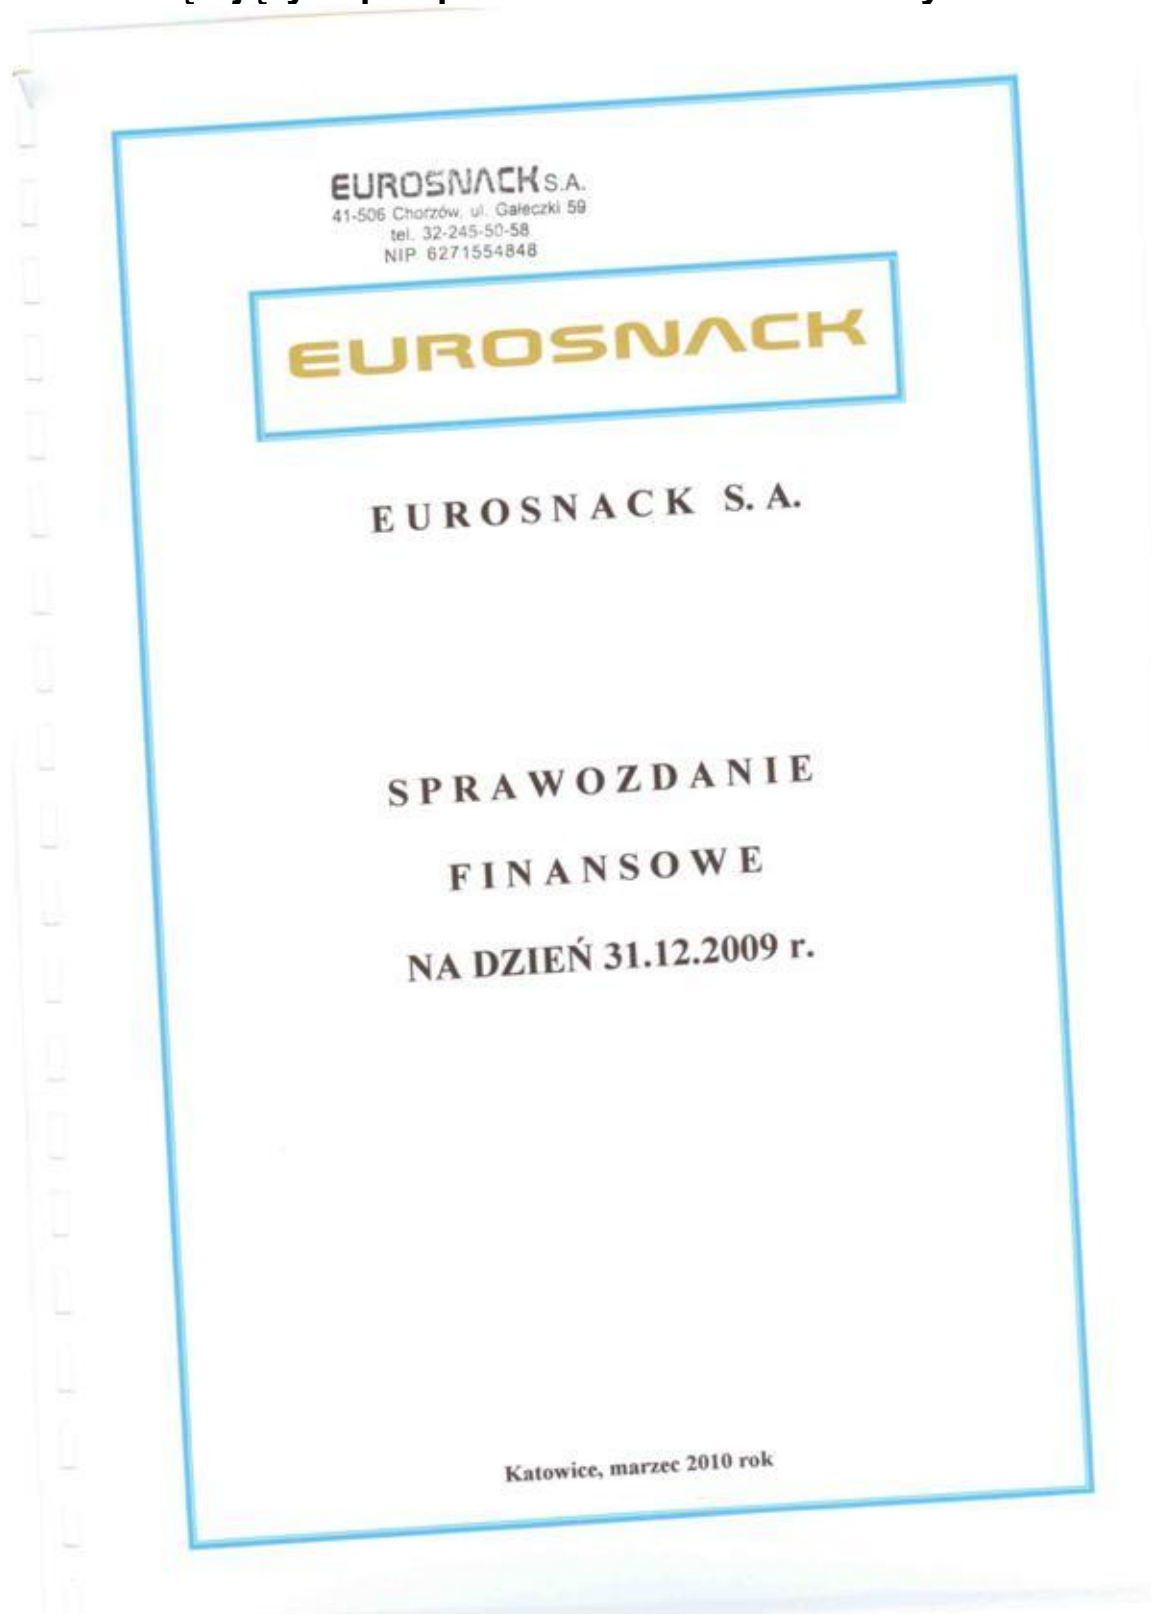 EUROSNACK S.A.
41-506 Chorzów, ul. Gałeczki 59
tel. 32-245-50-58
NIP 6271554848
EUROSNACK
EUROSNACK S.A.
SPRAWOZDANIE
FINANSOWE
NA DZIEŃ 31.12.2009 r.
Katowice, marzec 2010 rok